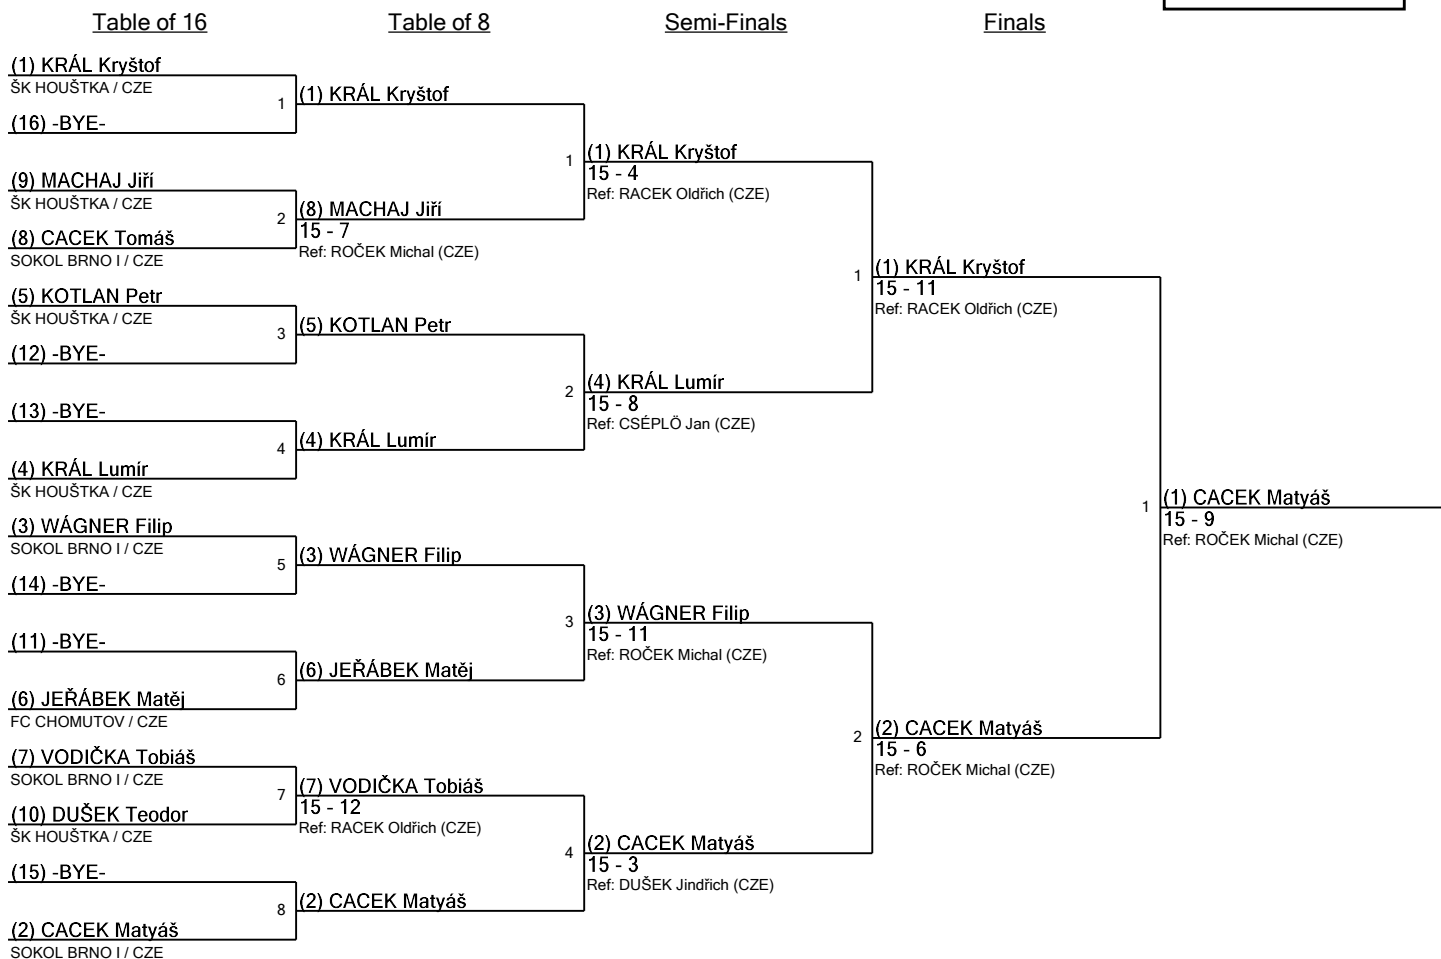 Table of 16
Table of 8
Semi-Finals
Finals
(1) KRÁL Kryštof
ŠK HOUŠTKA / CZE
(16) -BYE-
(9) MACHAJ Jiří
ŠK HOUŠTKA / CZE
(8) CACEK Tomáš
SOKOL BRNO I / CZE
(5) KOTLAN Petr
ŠK HOUŠTKA / CZE
(12) -BYE-
(13) -BYE-
(4) KRÁL Lumír
ŠK HOUŠTKA / CZE
(3) WÁGNER Filip
SOKOL BRNO I / CZE
(14) -BYE-
(11) -BYE-
(6) JEŘÁBEK Matěj
FC CHOMUTOV / CZE
(7) VODIČKA Tobiáš
SOKOL BRNO I / CZE
(10) DUŠEK Teodor
ŠK HOUŠTKA / CZE
(15) -BYE-
(2) CACEK Matyáš
SOKOL BRNO I / CZE
1
2
3
4
5
6
7
8
(1) KRÁL Kryštof
(8) MACHAJ Jiří
15 - 7
Ref: ROČEK Michal (CZE)
(5) KOTLAN Petr
(4) KRÁL Lumír
(3) WÁGNER Filip
(6) JEŘÁBEK Matěj
(7) VODIČKA Tobiáš
15 - 12
Ref: RACEK Oldřich (CZE)
(2) CACEK Matyáš
1
2
3
4
(1) KRÁL Kryštof
15 - 4
Ref: RACEK Oldřich (CZE)
(4) KRÁL Lumír
15 - 8
Ref: CSÉPLÖ Jan (CZE)
(3) WÁGNER Filip
15 - 11
Ref: ROČEK Michal (CZE)
(2) CACEK Matyáš
15 - 3
Ref: DUŠEK Jindřich (CZE)
1
2
(1) KRÁL Kryštof
15 - 11
Ref: RACEK Oldřich (CZE)
(2) CACEK Matyáš
15 - 6
Ref: ROČEK Michal (CZE)
1
(1) CACEK Matyáš
15 - 9
Ref: ROČEK Michal (CZE)